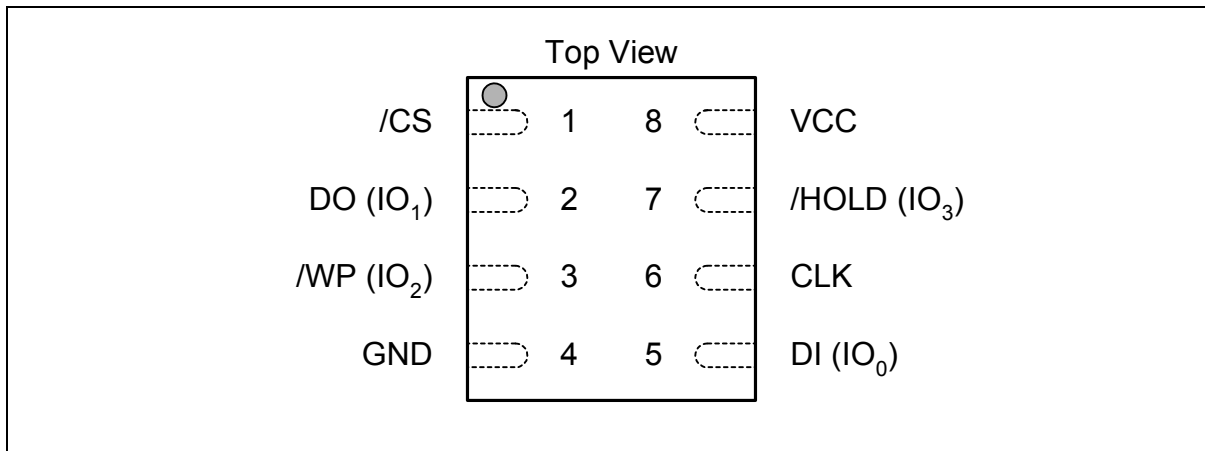 Top View
/CS 1 8 VCC
DO (IO₁) 2 7 /HOLD (IO₃)
/WP (IO₂) 3 6 CLK
GND 4 5 DI (IO₀)